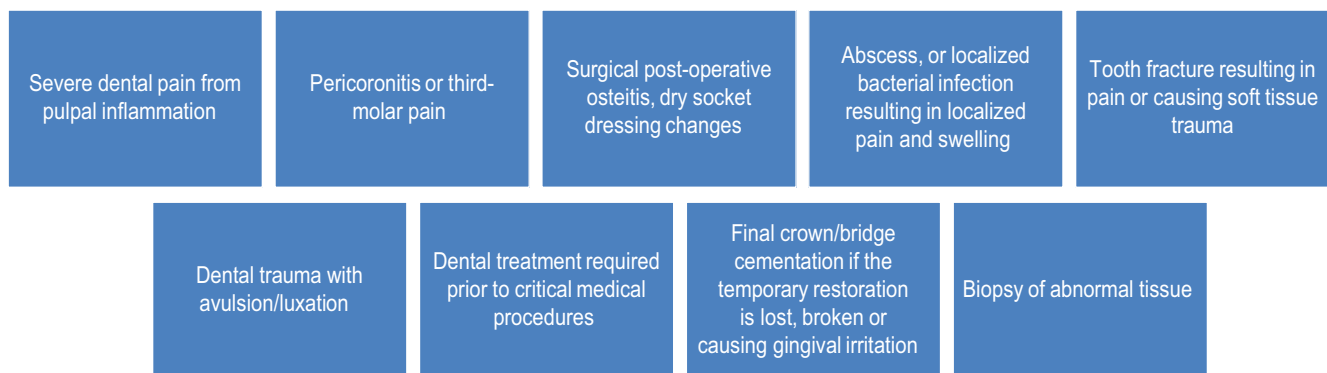 Severe dental pain from
pulpal inflammation
Pericoronitis or third-
molar pain
Surgical post-operative
osteitis, dry socket
dressing changes
Abscess, or localized
bacterial infection
resulting in localized
pain and swelling
Tooth fracture resulting in
pain or causing soft tissue
trauma
Dental trauma with
avulsion/luxation
Dental treatment required
prior to critical medical
procedures
Final crown/bridge
cementation if the
temporary restoration
is lost, broken or
causing gingival irritation
Biopsy of abnormal tissue